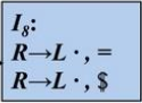 I₈:
R→L · , =
R→L · , $